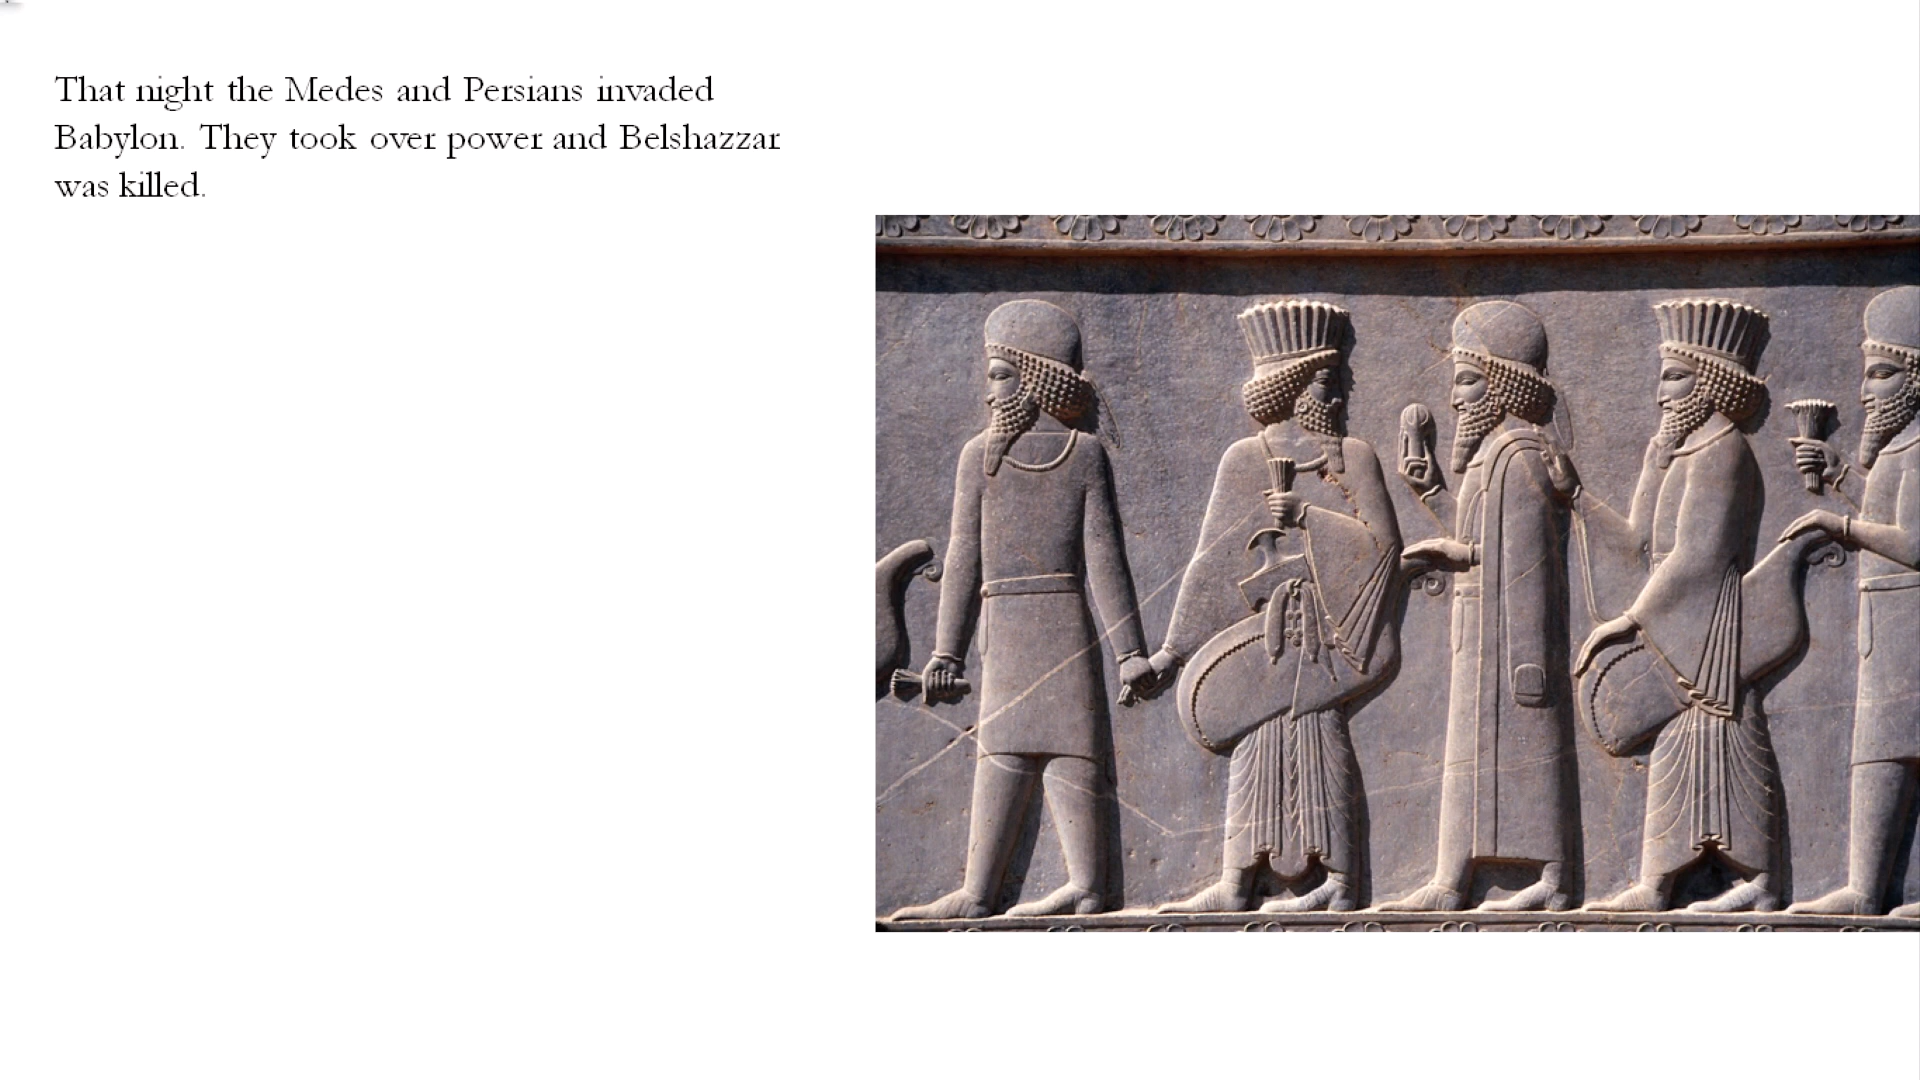 That night the Medes and Persians invaded
Babylon. They took over power and Belshazzar
was killed.